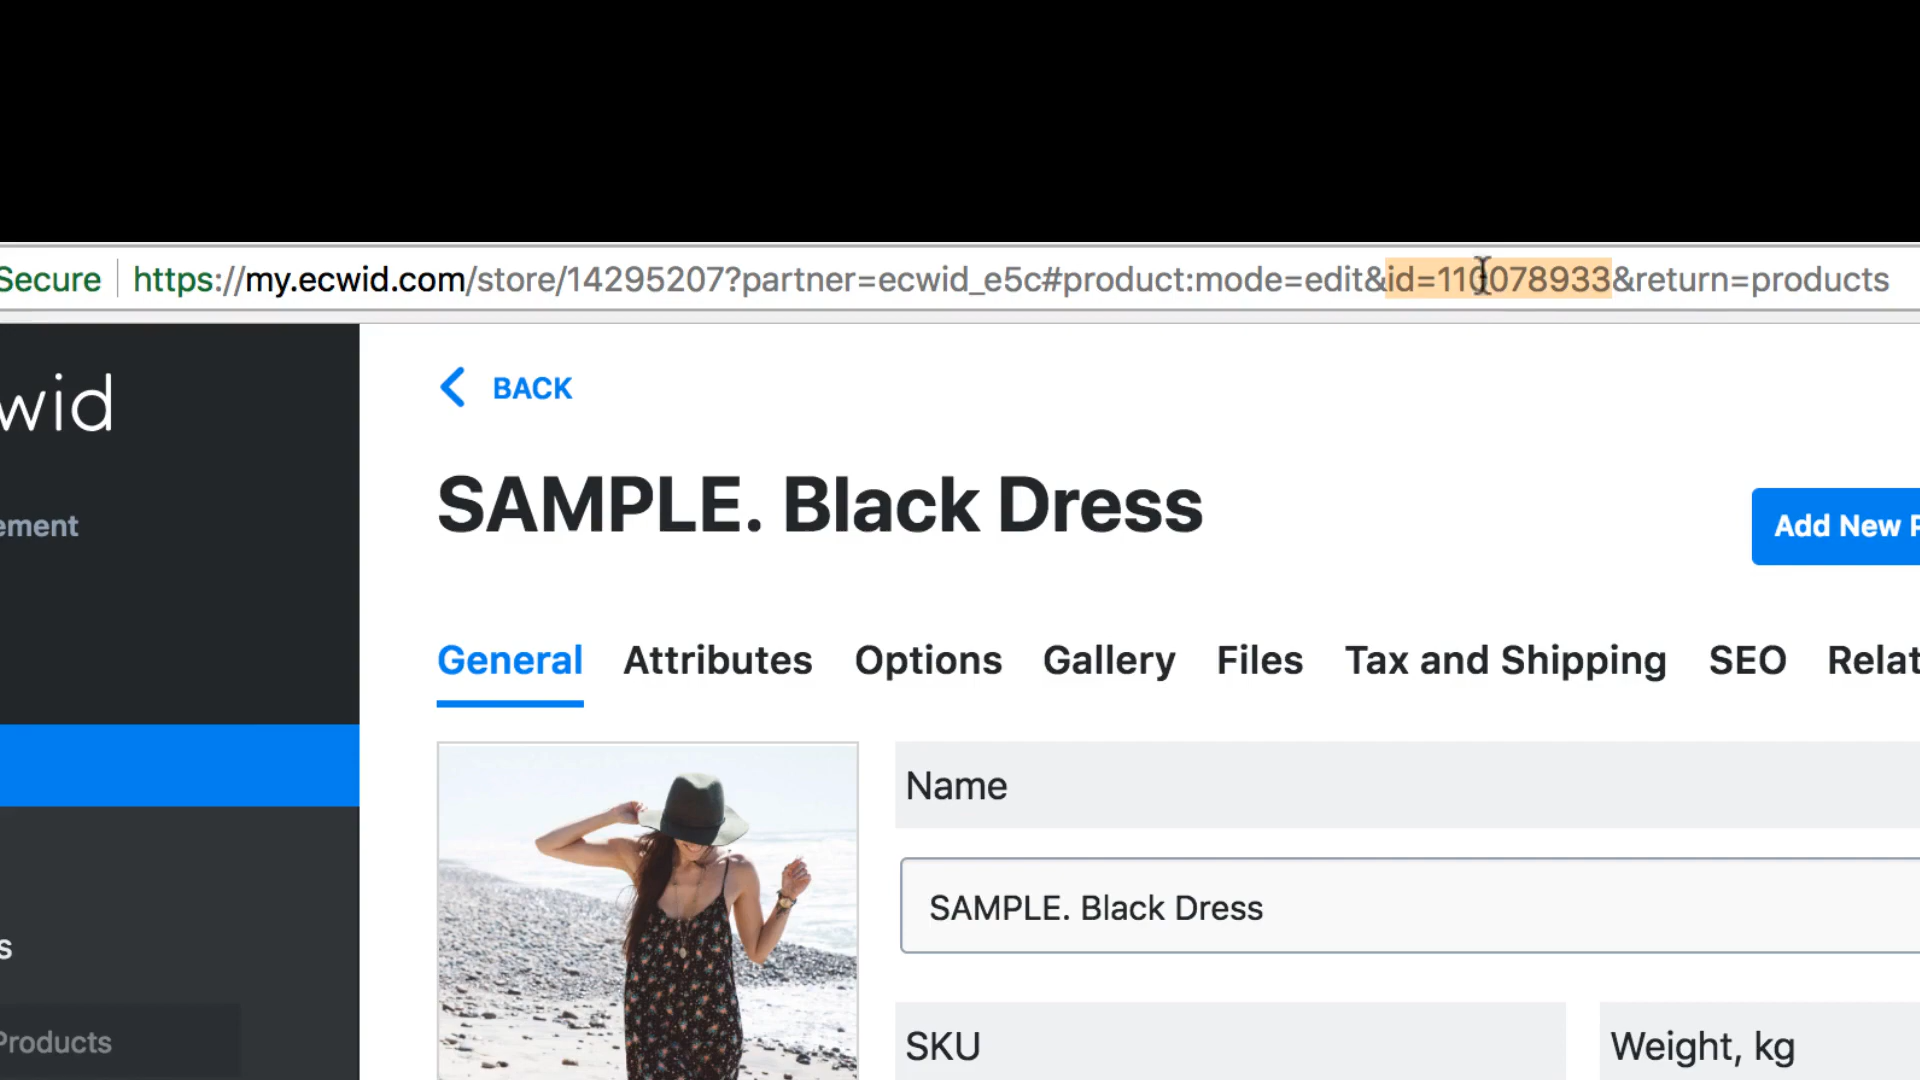 Secure https://my.ecwid.com/store/14295207?partner=ecwid_e5c#product:mode=edit&id=110078933&return=products
wid
BACK
SAMPLE. Black Dress
ement
Add New P
General Attributes Options Gallery Files Tax and Shipping SEO Relat
Name
SAMPLE. Black Dress
s
Products
SKU
Weight, kg